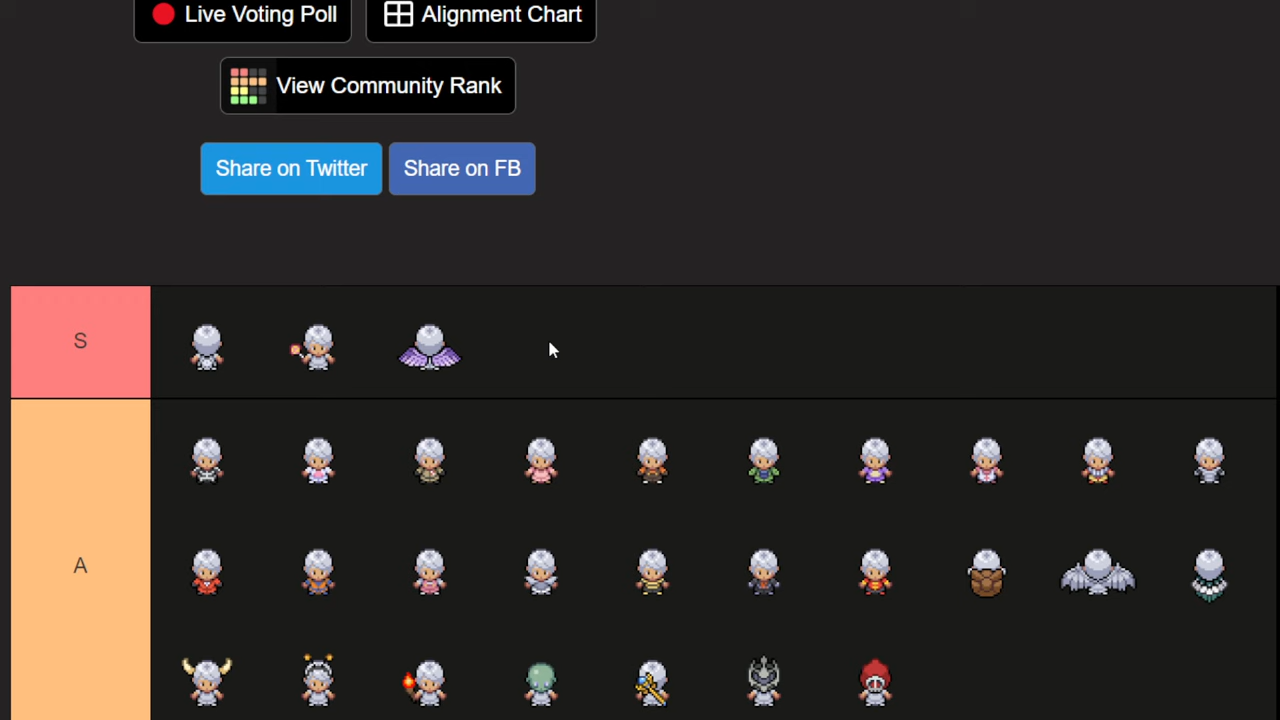 Live Voting Poll
Alignment Chart
View Community Rank
Share on Twitter
Share on FB
S
A